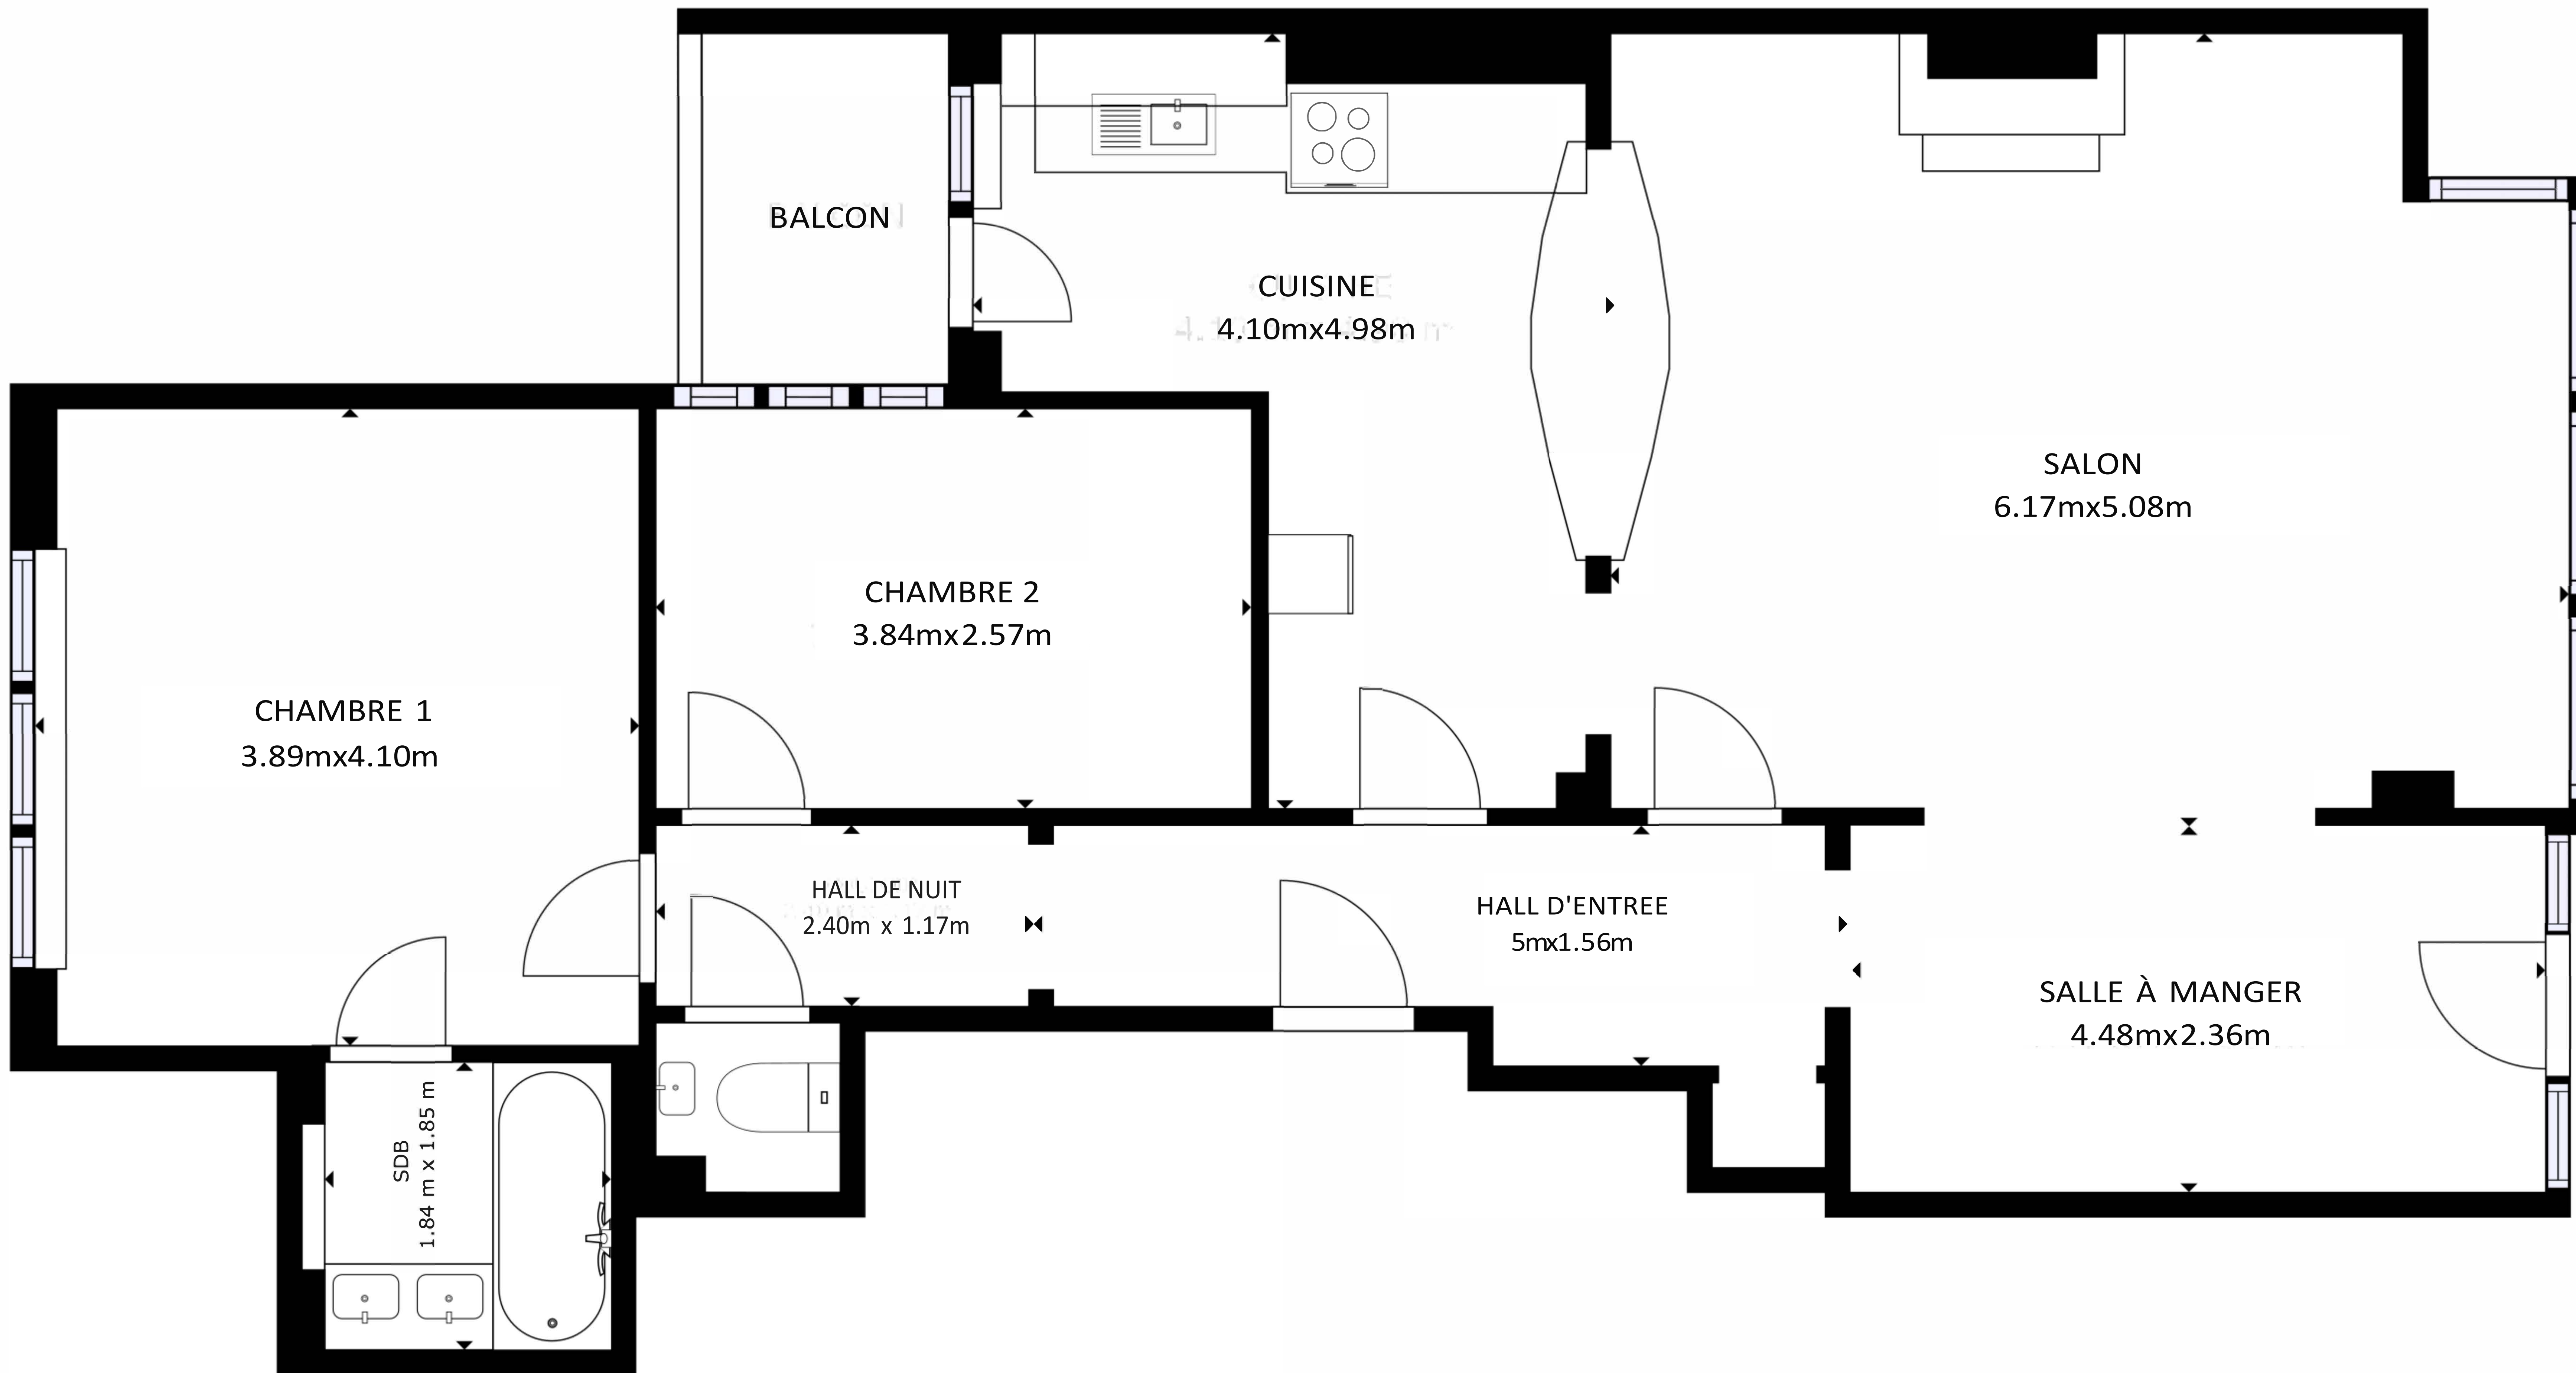 BALCON
CUISINE
4.10mx4.98m
SALON
6.17mx5.08m
CHAMBRE 2
3.84mx2.57m
CHAMBRE 1
3.89mx4.10m
HALL DE NUIT
2.40m x 1.17m
HALL D'ENTREE
5mx1.56m
SALLE À MANGER
4.48mx2.36m
SDB
1.84 m x 1.85 m